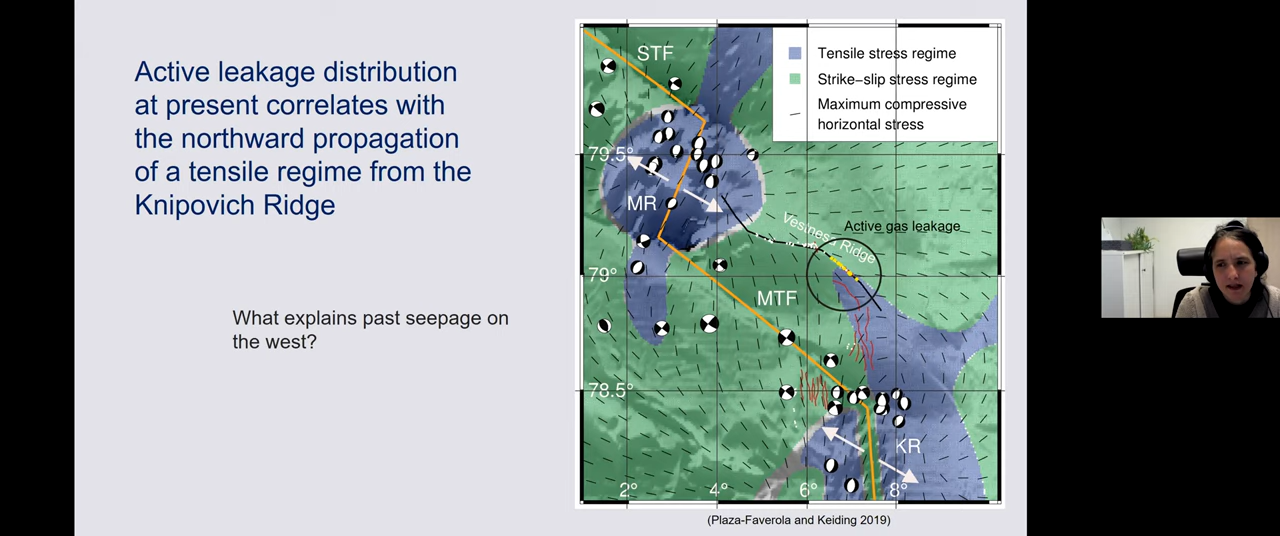 Active leakage distribution
at present correlates with
the northward propagation
of a tensile regime from the
Knipovich Ridge
What explains past seepage on
the west?
STF
Tensile stress regime
Strike−slip stress regime
Maximum compressive
horizontal stress
79.5°
MR
Vestnesa Ridge
Active gas leakage
79°
MTF
78.5°
KR
2°
4°
6°
8°
(Plaza-Faverola and Keiding 2019)